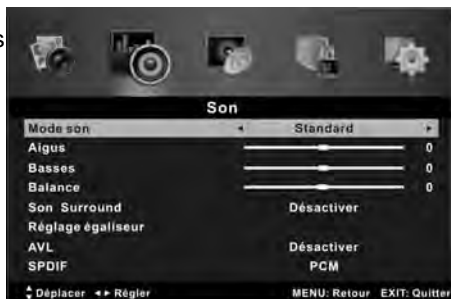 s
Son
Mode son ◂ Standard ▸
Aigus 0
Basses 0
Balance 0
Son Surround Désactiver
Réglage égaliseur
AVL Désactiver
SPDIF PCM
Déplacer ◂ ▸ Régler MENU: Retour EXIT: Quitter